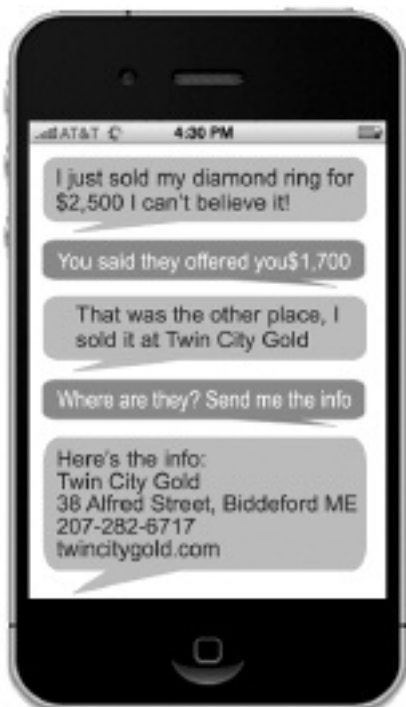 AT&T
4:30 PM
I just sold my diamond ring for
$2,500 I can't believe it!
You said they offered you$1,700
That was the other place, I
sold it at Twin City Gold
Where are they? Send me the info
Here's the info:
Twin City Gold
38 Alfred Street, Biddeford ME
207-282-6717
twincitygold.com